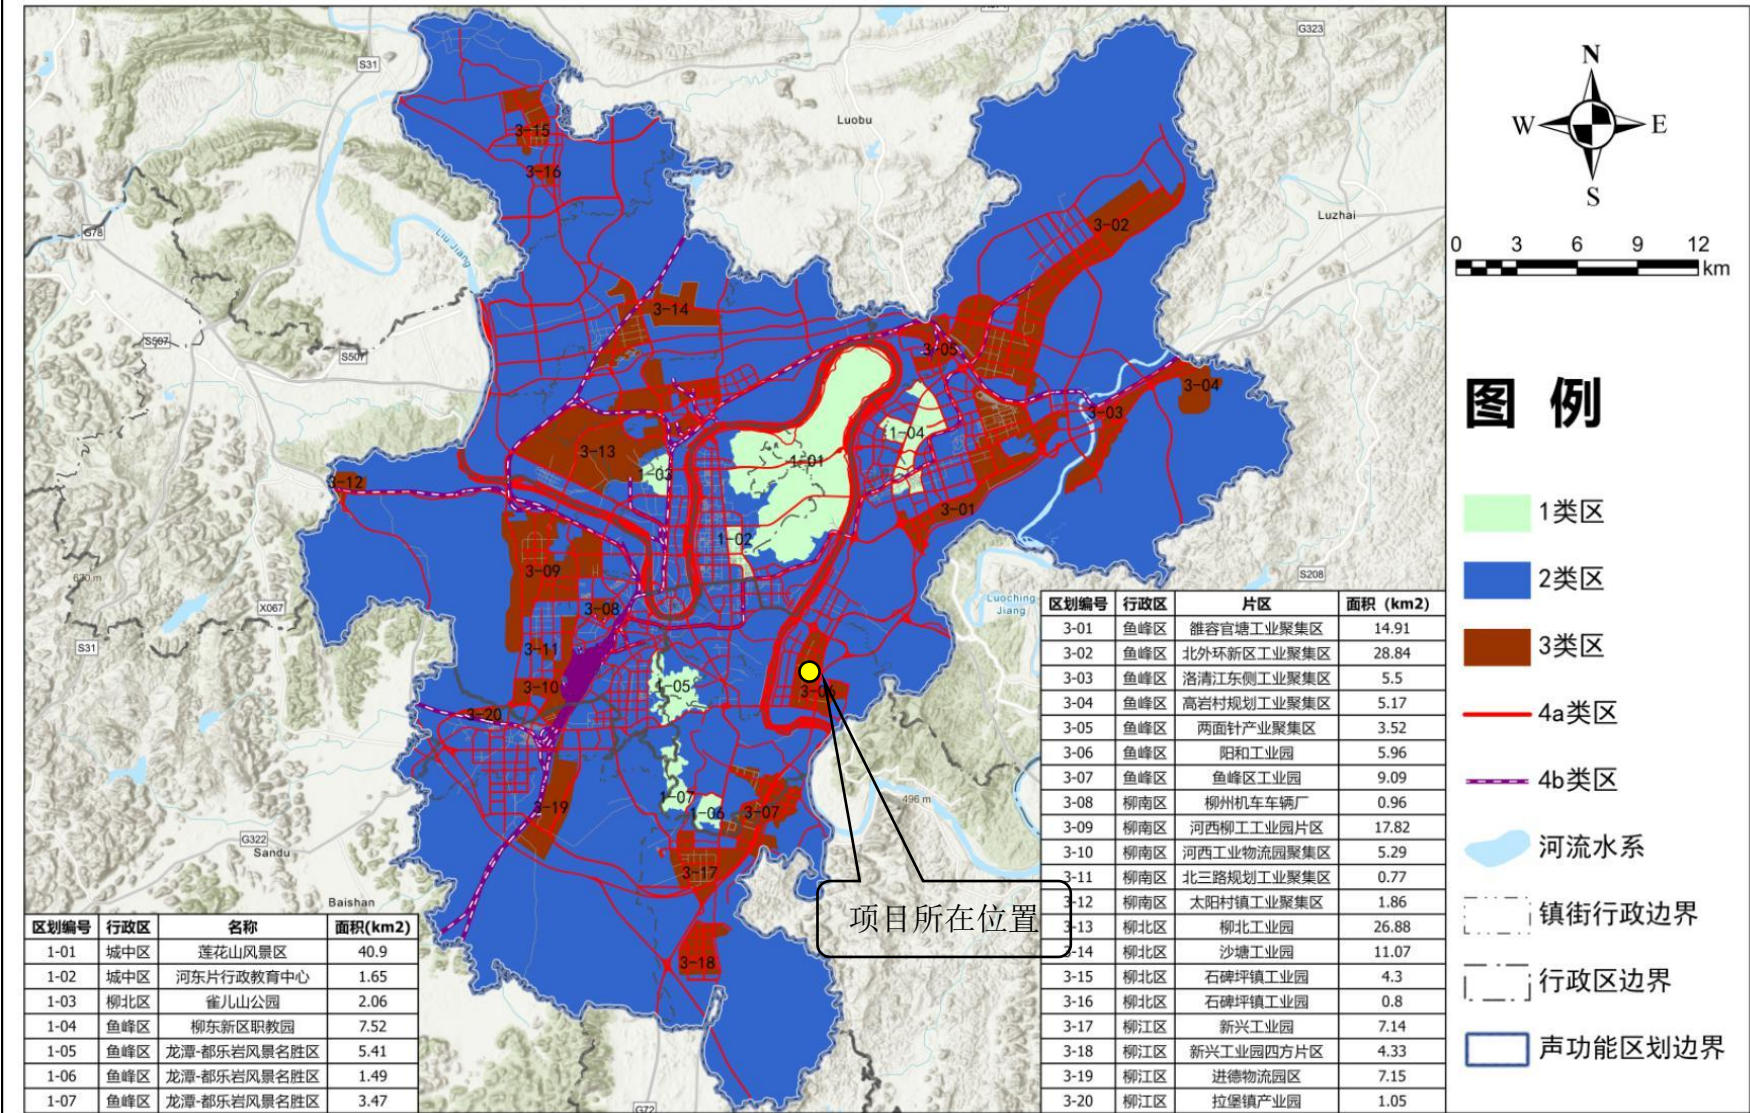 S31
G323
Luobu
3-15
3-16
N
W
E
S
G78
Liu Jiang
Luzhai
3-02
0 3 6 9 12
km
3-14
S507
S507
3-05
3-04
3-03
图 例
1-04
3-13
1-03
1-01
3-12
3-01
1-02
1类区
2类区
3类区
4a类区
4b类区
河流水系
镇街行政边界
行政区边界
声功能区划边界
3-09
630 m
S208
X067
3-08
Luoching
Jiang
S31
3-11
3-10
1-05
3-06
3-20
1-07
1-06
3-07
3-19
496 m
G322
Sandu
3-17
Baishan
3-18
G72
项目所在位置
区划编号 行政区 片区 面积 (km2)
3-01 鱼峰区 雒容官塘工业聚集区 14.91
3-02 鱼峰区 北外环新区工业聚集区 28.84
3-03 鱼峰区 洛清江东侧工业聚集区 5.5
3-04 鱼峰区 高岩村规划工业聚集区 5.17
3-05 鱼峰区 两面针产业聚集区 3.52
3-06 鱼峰区 阳和工业园 5.96
3-07 鱼峰区 鱼峰区工业园 9.09
3-08 柳南区 柳州机车车辆厂 0.96
3-09 柳南区 河西柳工工业园片区 17.82
3-10 柳南区 河西工业物流园聚集区 5.29
3-11 柳南区 北三路规划工业聚集区 0.77
3-12 柳南区 太阳村镇工业聚集区 1.86
3-13 柳北区 柳北工业园 26.88
3-14 柳北区 沙塘工业园 11.07
3-15 柳北区 石碑坪镇工业园 4.3
3-16 柳北区 石碑坪镇工业园 0.8
3-17 柳江区 新兴工业园 7.14
3-18 柳江区 新兴工业园四方片区 4.33
3-19 柳江区 进德物流园区 7.15
3-20 柳江区 拉堡镇产业园 1.05
区划编号 行政区 名称 面积(km2)
1-01 城中区 莲花山风景区 40.9
1-02 城中区 河东片行政教育中心 1.65
1-03 柳北区 雀儿山公园 2.06
1-04 鱼峰区 柳东新区职教园 7.52
1-05 鱼峰区 龙潭-都乐岩风景名胜区 5.41
1-06 鱼峰区 龙潭-都乐岩风景名胜区 1.49
1-07 鱼峰区 龙潭-都乐岩风景名胜区 3.47